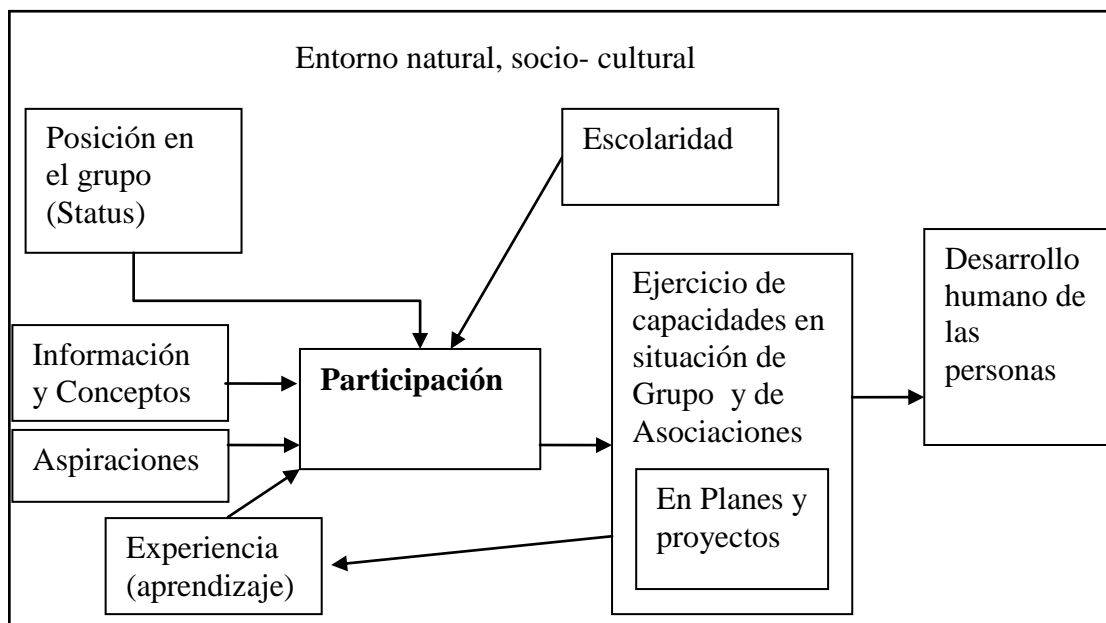 Entorno natural, socio- cultural
Posición en
el grupo
(Status)
Escolaridad
Información
y Conceptos
Aspiraciones
Participación
Experiencia
(aprendizaje)
Ejercicio de
capacidades en
situación de
Grupo y de
Asociaciones
En Planes y
proyectos
Desarrollo
humano de
las
personas